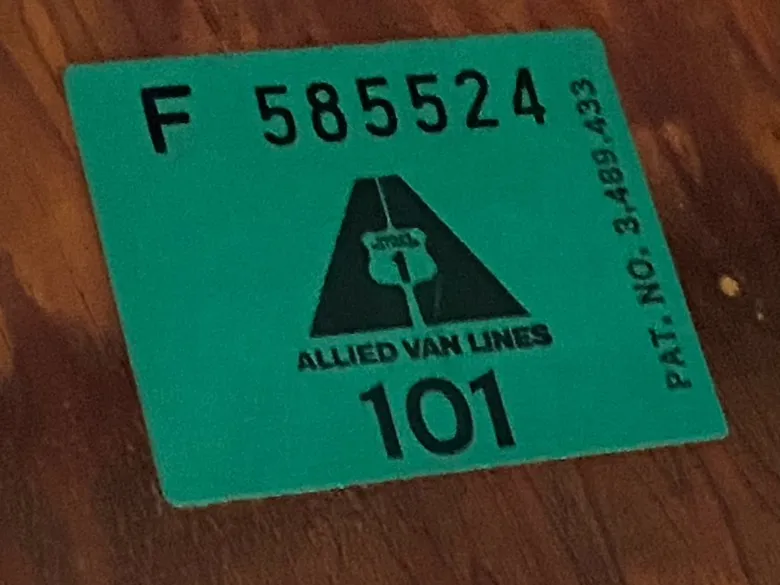 F 585524
1
ALLIED VAN LINES
101
PAT. NO. 3,489,433